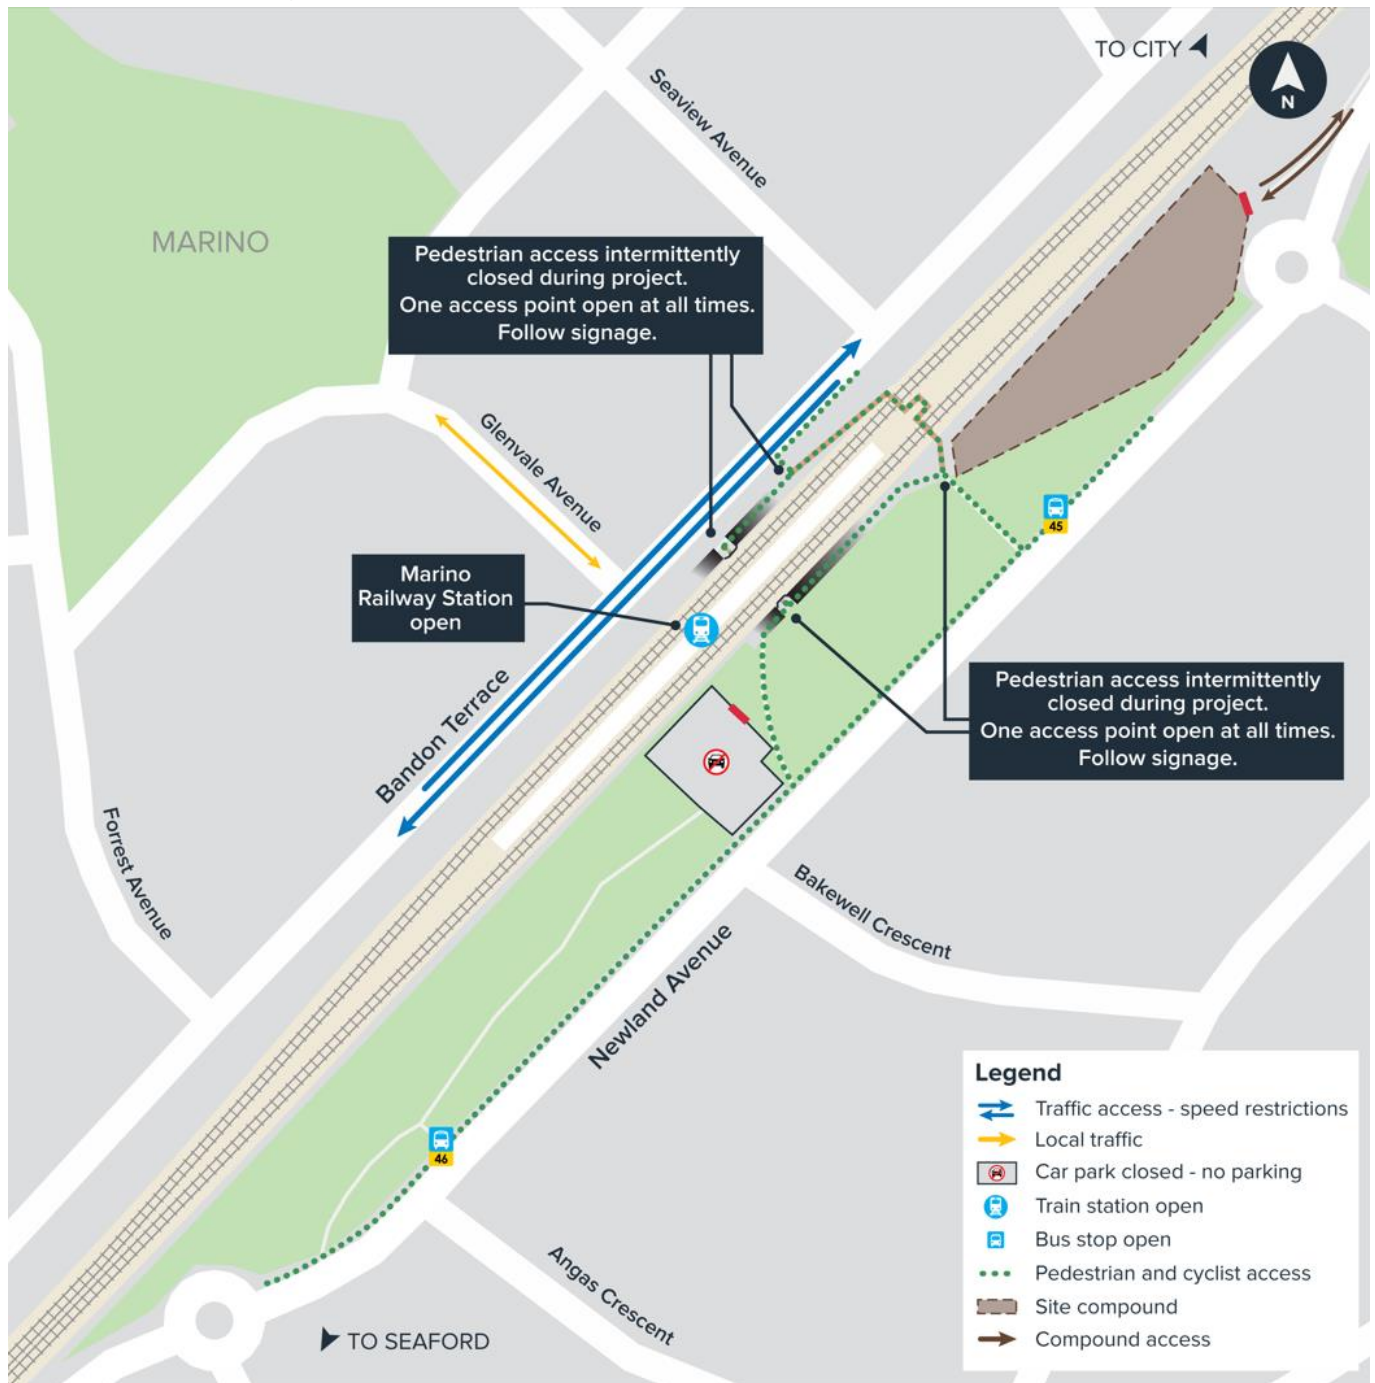 TO CITY
N
Seaview Avenue
MARINO
Pedestrian access intermittently
closed during project.
One access point open at all times.
Follow signage.
Glenvale Avenue
45
Marino
Railway Station
open
Pedestrian access intermittently
closed during project.
One access point open at all times.
Follow signage.
Bandon Terrace
Forrest Avenue
Bakewell Crescent
Newland Avenue
46
Angas Crescent
TO SEAFORD
Legend
Traffic access - speed restrictions
Local traffic
Car park closed - no parking
Train station open
Bus stop open
Pedestrian and cyclist access
Site compound
Compound access